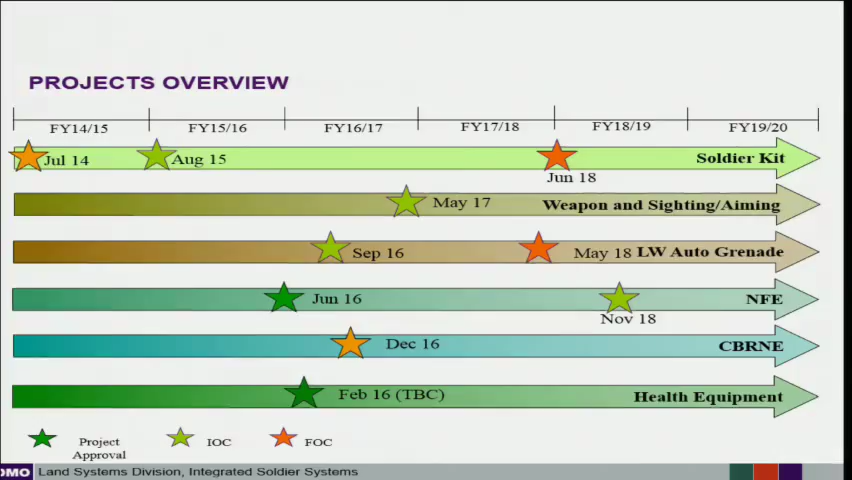 PROJECTS OVERVIEW
FY14/15 FY15/16 FY16/17 FY17/18 FY18/19 FY19/20
Jul 14 Aug 15 Soldier Kit
Jun 18
May 17 Weapon and Sighting/Aiming
Sep 16 May 18 LW Auto Grenade
Jun 16 NFE
Nov 18
Dec 16 CBRNE
Feb 16 (TBC) Health Equipment
Project IOC FOC
Approval
DMO Land Systems Division, Integrated Soldier Systems